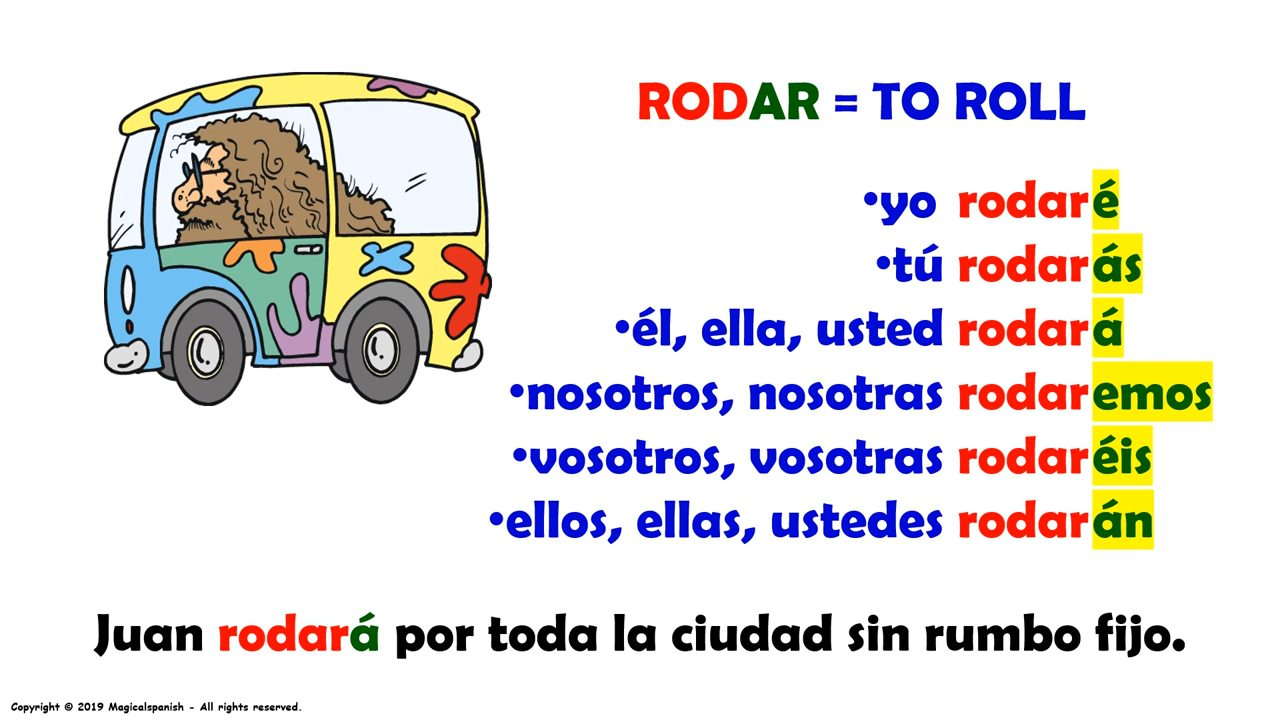 RODAR = TO ROLL
•yo rodaré
•tú rodarás
•él, ella, usted rodará
•nosotros, nosotras rodaremos
•vosotros, vosotras rodaréis
•ellos, ellas, ustedes rodarán
Juan rodará por toda la ciudad sin rumbo fijo.
Copyright © 2019 Magicalspanish - All rights reserved.